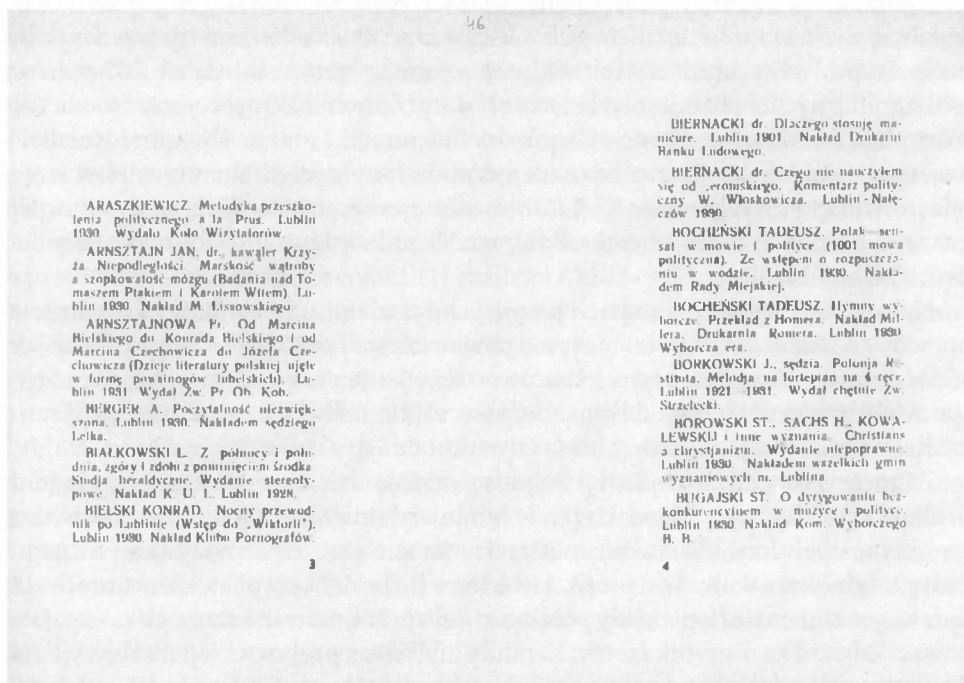 46
ARASZKIEWICZ. Metodyka przeszko-
lenia politycznego a la Prus. Lublin
1930. Wydało Koło Wizytatorów.
ARNSZTAJN JAN, dr., kawaler Krzy-
ża Niepodległości. Marskość wątroby
a szopkowatość mózgu (Badania nad To-
maszem Ptakiem i Karolem Witem). Lu-
blin 1930. Nakład M. Limowskiego.
ARNSZTAJNOWA Fr. Od Marcina
Bielskiego do Konrada Bielskiego i od
Marcina Czechowicza do Józefa Cze-
chowicza (Dzieje literatury polskiej ujęte
w formę powainogów lubelskich). Lu-
blin 1931. Wydał Zw. Pr. Ob. Kob.
BERGER A. Poczytalność niezwięk-
szona. Lublin 1930. Nakładem sędziego
Lelka.
BIAŁKOWSKI L. Z północy i połu-
dnia, z góry i zdołu z pominięciem środka.
Studja heraldyczne. Wydanie stereoty-
powe. Nakład K. U. L. Lublin 1928.
BIELSKI KONRAD. Nocny przewod-
nik po Lublinie (Wstęp do „Wiktorii").
Lublin 1930. Nakład Klubu Pornografów.
3
BIERNACKI dr. Dlaczego stosuję ma-
nicure. Lublin 1901. Nakład Drukarni
Banku Ludowego.
BIERNACKI dr. Czego nie nauczyłem
się od Żeromskiego. Komentarz polity-
czny W. Włoskowicza. Lublin - Nałę-
czów 1930.
BOCHEŃSKI TADEUSZ. Polak - sen-
sat w mowie i polityce (1001 mowa
polityczna). Ze wstępem o rozpuszcza-
niu w wodzie. Lublin 1930. Nakła-
dem Rady Miejskiej.
BOCHEŃSKI TADEUSZ. Hymny wy-
borcze. Przekład z Homera. Nakład Mi-
lera. Drukarnia Romera. Lublin 1930.
Wyborcza era.
BORKOWSKI J., sędzia. Polonja Re-
stituta. Melodja na fortepian na 4 ręce.
Lublin 1921 - 1931. Wydał chętnie Zw.
Strzelecki.
HOROWSKI ST., SACHS H., KOWA-
LEWSKIJ i inne wyznania. Christians
a chrystjanizm. Wydanie niepoprawne.
Lublin 1930. Nakładem wszelkich gmin
wyznaniowych m. Lublina.
BUGAJSKI ST. O dyrygowaniu bez-
konkurencyjnem w muzyce i polityce.
Lublin 1930 Nakład Kom. Wyborczego
B. B.
4